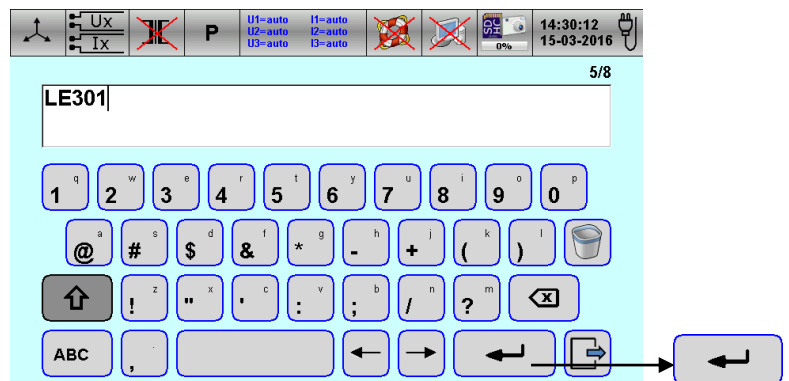 Ux
Ix
P
U1=auto I1=auto
U2=auto I2=auto
U3=auto I3=auto
SD HC
0%
14:30:12
15-03-2016
5/8
LE301
1 q 2 w 3 e 4 r 5 t 6 y 7 u 8 i 9 o 0 p
@ a # s $ d & f * g - h + j ( k ) l
! z " x ' c : v ; b / n ? m
ABC , .